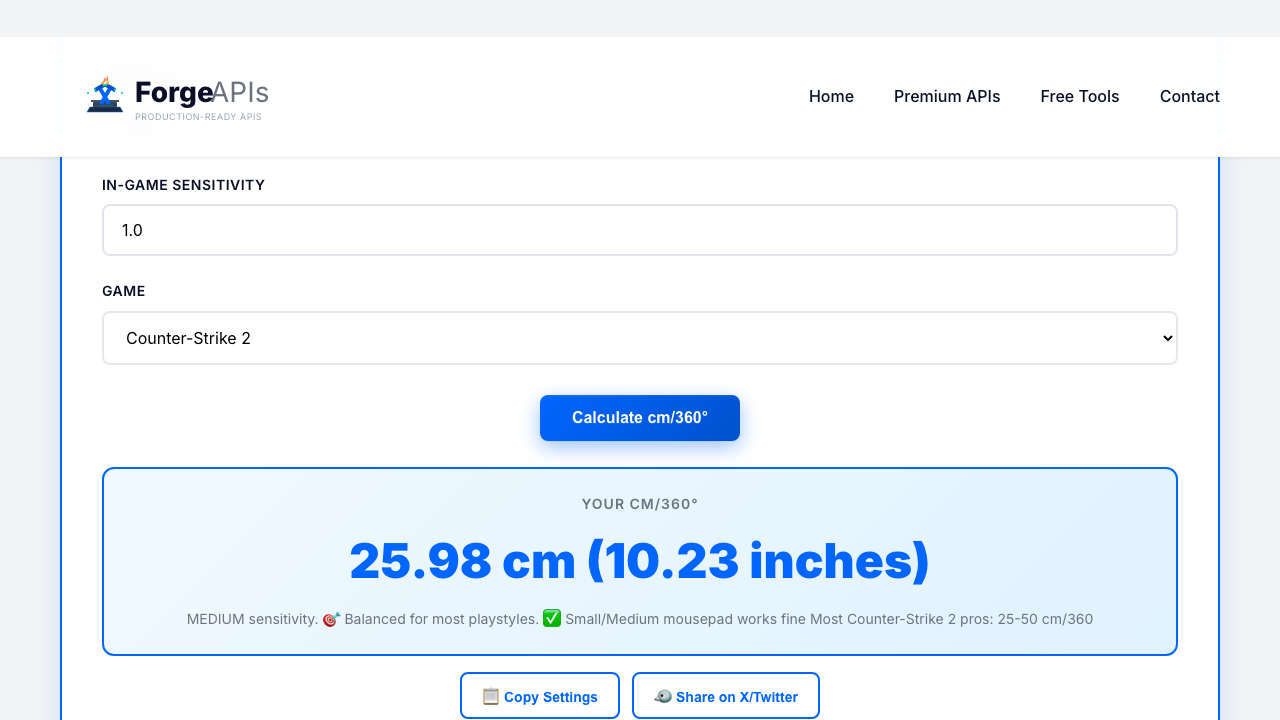 ForgeAPIs
PRODUCTION-READY APIS
Home
Premium APIs
Free Tools
Contact
IN-GAME SENSITIVITY
1.0
GAME
Counter-Strike 2
Calculate cm/360°
YOUR CM/360°
25.98 cm (10.23 inches)
MEDIUM sensitivity. 🎯 Balanced for most playstyles. ✅ Small/Medium mousepad works fine Most Counter-Strike 2 pros: 25-50 cm/360
📋 Copy Settings
🐦 Share on X/Twitter